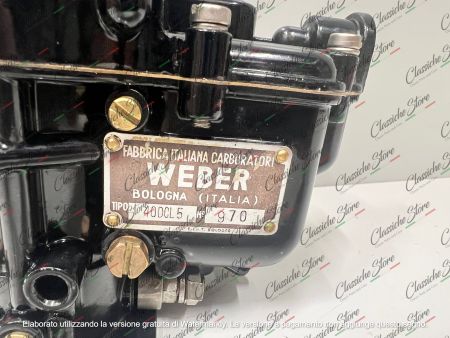 FABBRICA ITALIANA CARBURATORI
WEBER
BOLOGNA (ITALIA)
TIPO 40DCL5 Nº 970
Classiche Store
Elaborato utilizzando la versione gratuita di Watermarkly. La versione a pagamento non aggiunge questo segno.